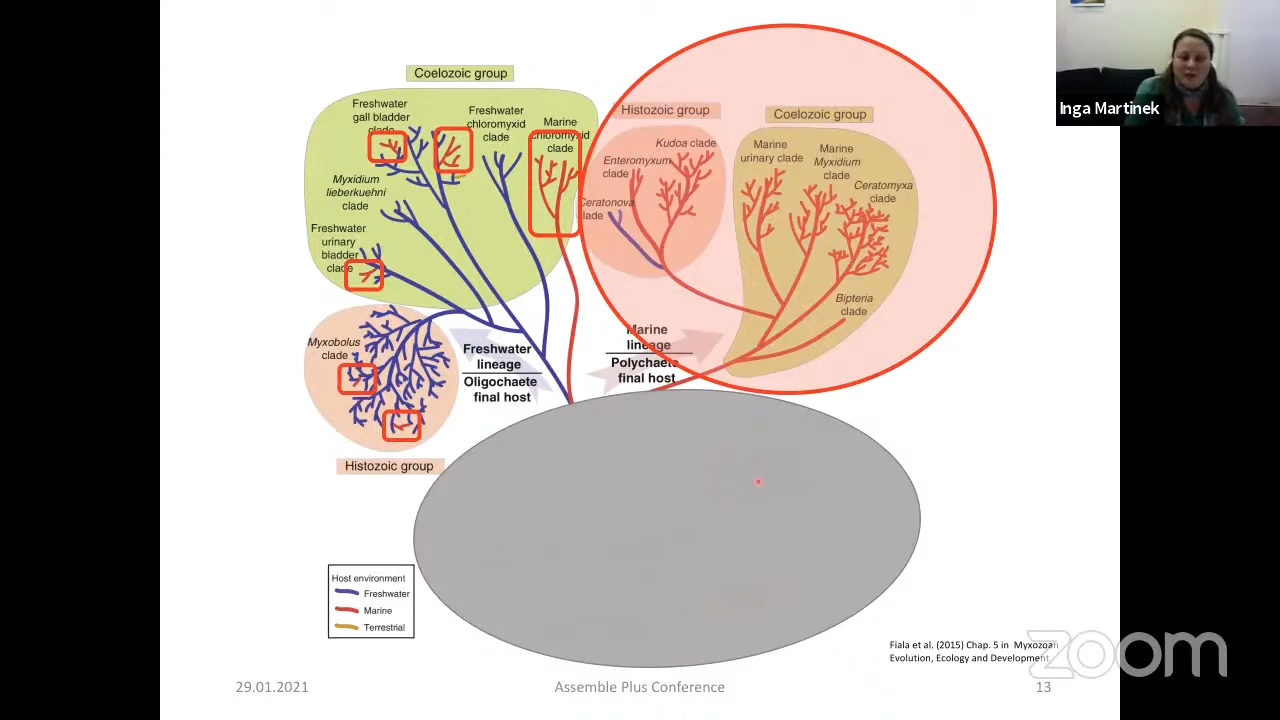 Inga Martinek
Coelozoic group
Freshwater
gall bladder
clade
Freshwater
chloromyxid
clade
Marine
chloromyxid
clade
Myxidium
lieberkuehni
clade
Freshwater
urinary
bladder
clade
Histozoic group
Kudoa clade
Enteromyxum
clade
Ceratonova
clade
Coelozoic group
Marine
urinary clade
Marine
Myxidium
clade
Ceratomyxa
clade
Bipteria
clade
Myxobolus
clade
Freshwater
lineage
Oligochaete
final host
Marine
lineage
Polychaete
final host
Histozoic group
Host environment
Freshwater
Marine
Terrestrial
Fiala et al. (2015) Chap. 5 in Myxozoan
Evolution, Ecology and Development
zoom
29.01.2021
Assemble Plus Conference
13